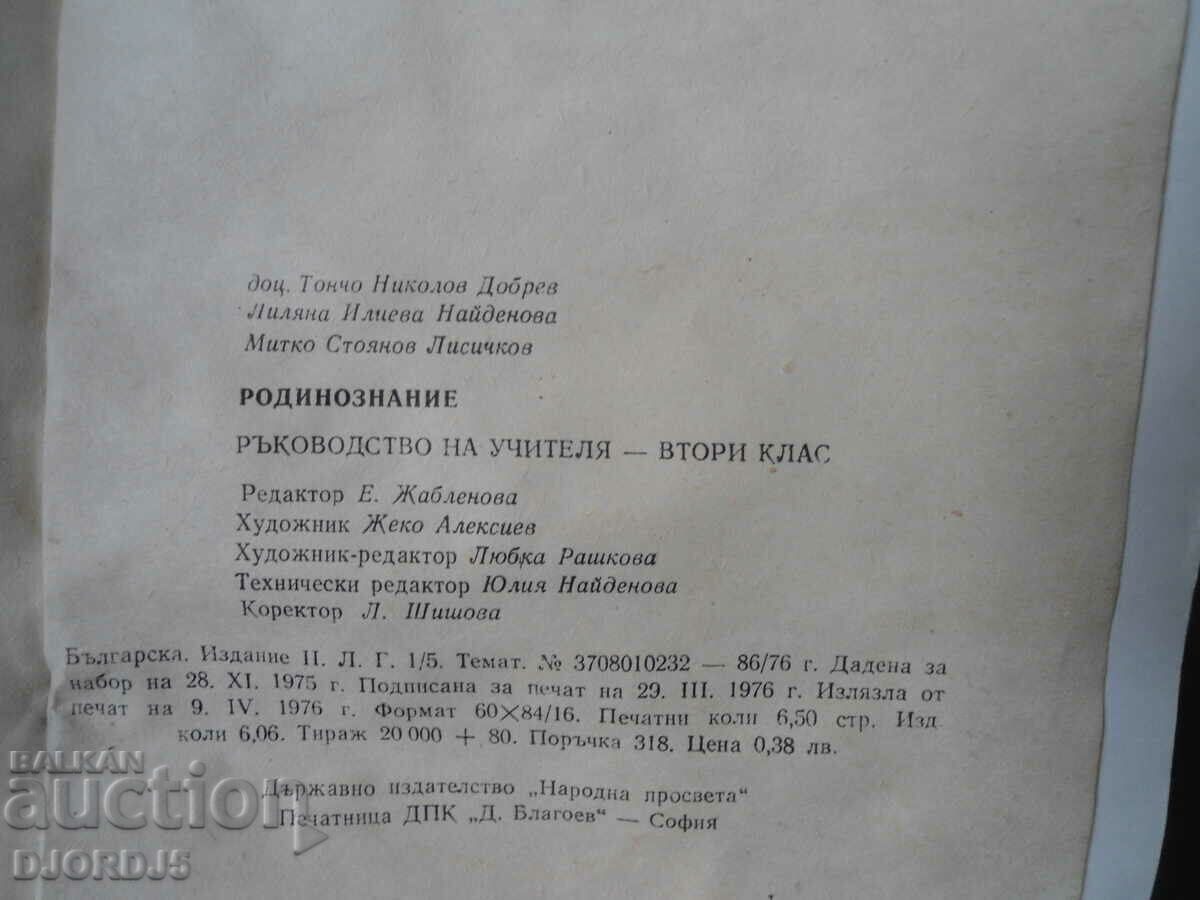 доц. Тончо Николов Добрев
Лиляна Илиева Найденова
Митко Стоянов Лисичков
РОДИНОЗНАНИЕ
РЪКОВОДСТВО НА УЧИТЕЛЯ — ВТОРИ КЛАС
Редактор Е. Жабленова
Художник Жеко Алексиев
Художник-редактор Любка Рашкова
Технически редактор Юлия Найденова
Коректор Л. Шишова
Българска. Издание II. Л. Г. 1/5. Темат. № 3708010232 — 86/76 г. Дадена за
набор на 28. XI. 1975 г. Подписана за печат на 29. III. 1976 г. Излязла от
печат на 9. IV. 1976 г. Формат 60×84/16. Печатни коли 6,50 стр. Изд.
коли 6,06. Тираж 20 000 + 80. Поръчка 318. Цена 0,38 лв.
Държавно издателство „Народна просвета“
Печатница ДПК „Д. Благоев“ — София
BALKAN
auction
DJORDJ5